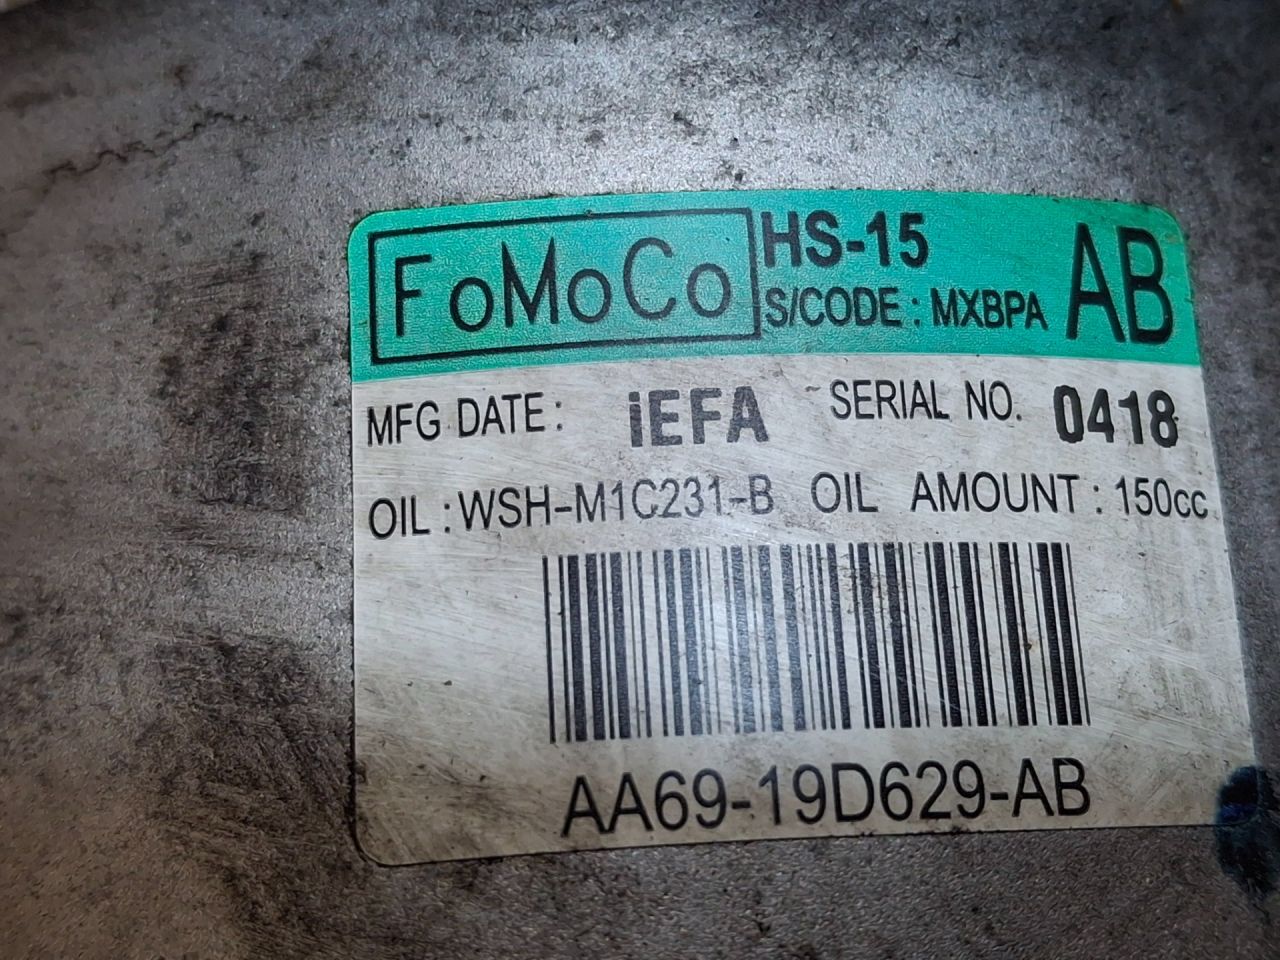 FoMoCo HS-15 AB
S/CODE : MXBPA
MFG DATE : iEFA SERIAL NO. 0418
OIL : WSH-M1C231-B OIL AMOUNT : 150cc
AA69-19D629-AB